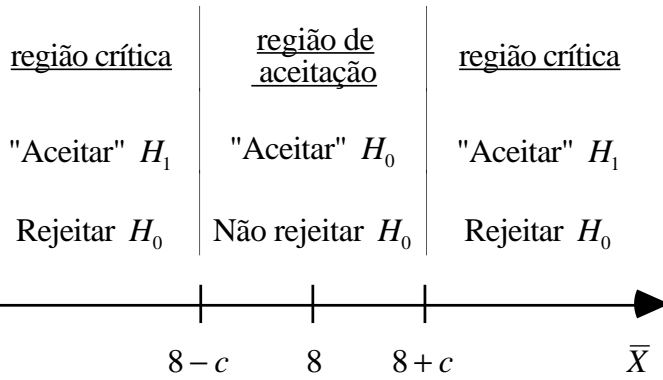 região crítica região de aceitação região crítica
"Aceitar" H₁ "Aceitar" H₀ "Aceitar" H₁
Rejeitar H₀ Não rejeitar H₀ Rejeitar H₀
8 − c 8 8 + c X̄